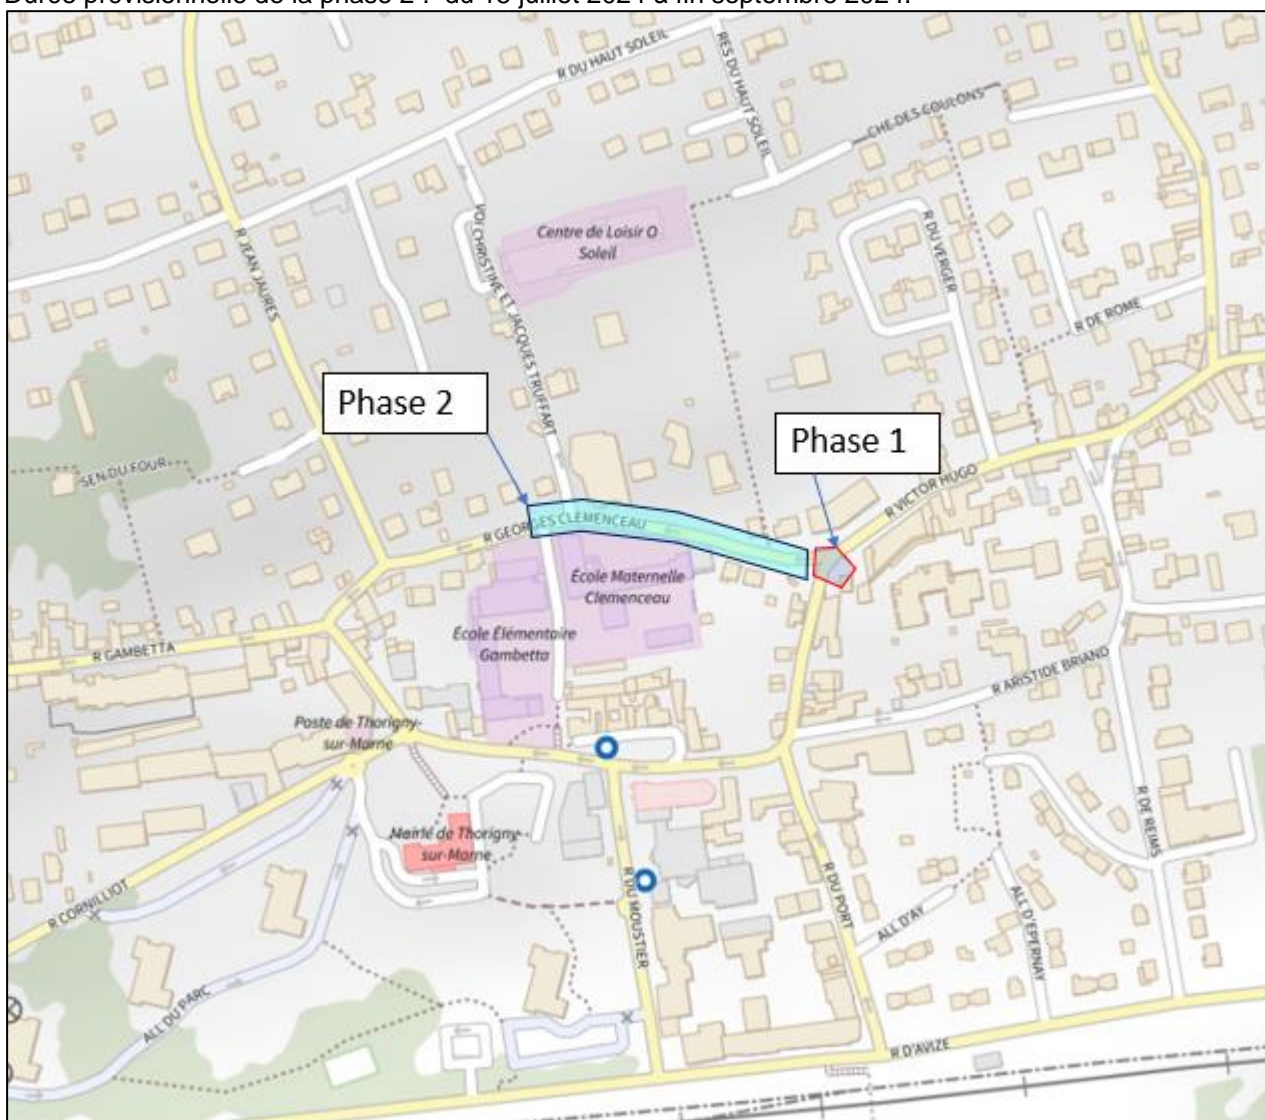 Durée prévisionnelle de la phase 2 : du 15 juillet 2024 à fin septembre 2024.
R DU HAUT SOLEIL
RES DU HAUT SOLEIL
CHE DES COULONS
VOI CHRISTINE ET JACQUES TRUFFART
Centre de Loisir O
Soleil
R DU VERGER
R JEAN JAURES
R DE ROME
Phase 2
Phase 1
SEN DU FOUR
R VICTOR HUGO
R GEORGES CLEMENCEAU
École Maternelle
Clemenceau
École Élémentaire
Gambetta
R GAMBETTA
R ARISTIDE BRIAND
Poste de Thorigny-
sur-Marne
Mairie de Thorigny-
sur-Marne
R DE REIMS
R CORNILLIOT
R DU MOUSTIER
R DU PORT
ALL D'AY
ALL D'EPERNAY
ALL DU PARC
R D'AVIZE